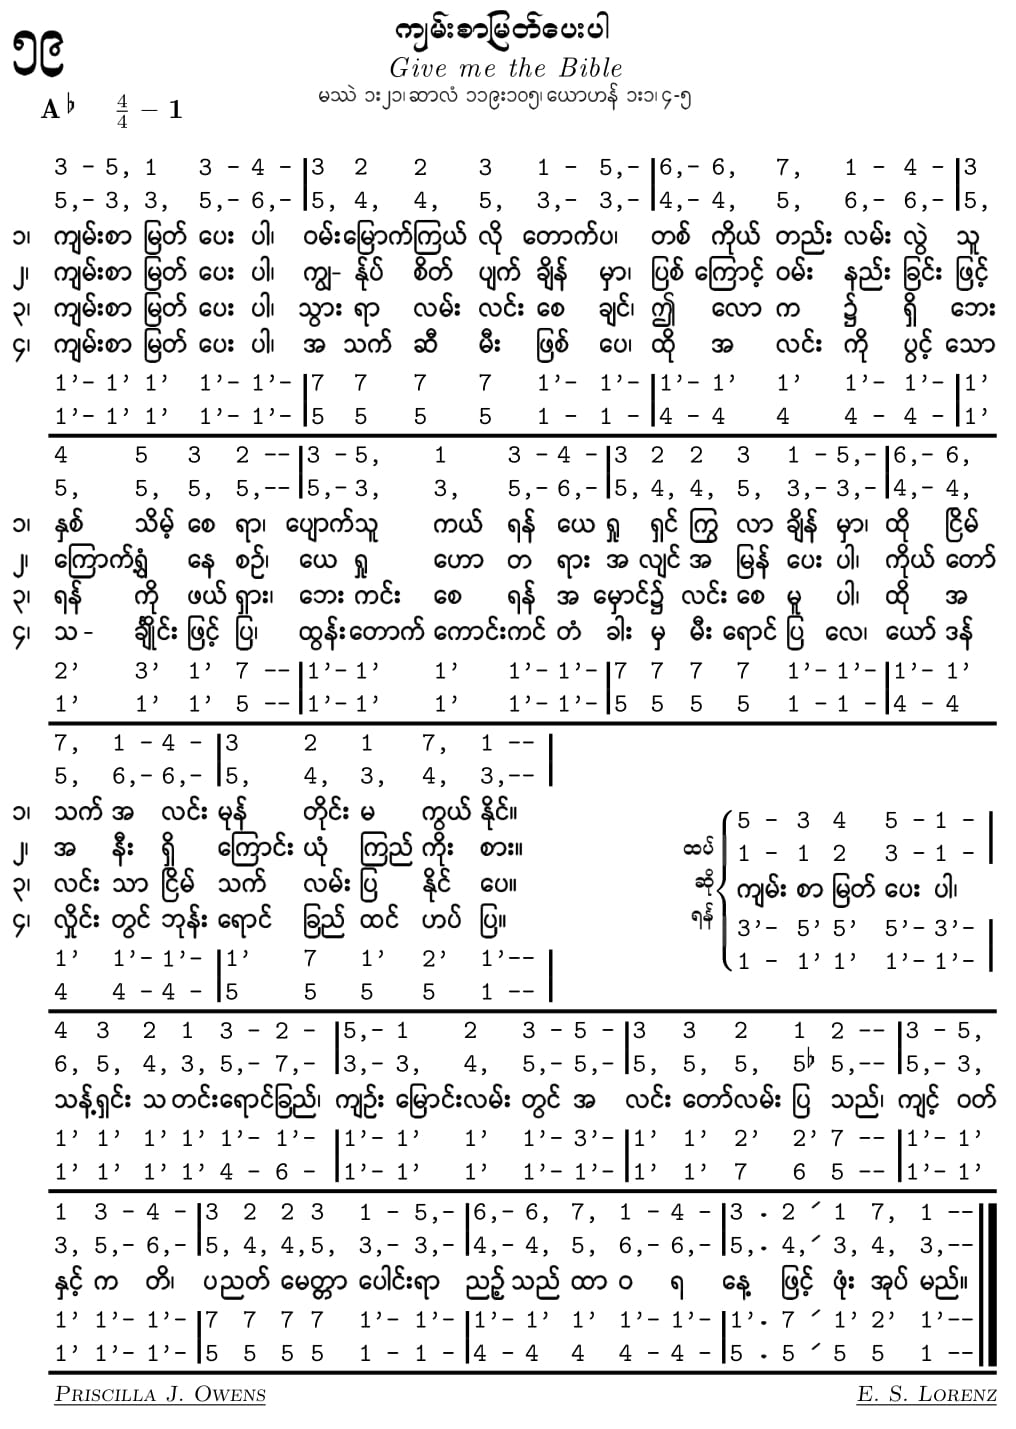 ၅၉
ကျမ်းစာမြတ်ပေးပါ
Give me the Bible
မဿဲ ၁း၂၁၊ဆာလံ ၁၁၉း၁၀၅၊ယောဟန် ၁း၁၊၄-၅
A♭ 4/4 – 1
3 - 5, 1 3 - 4 - |3 2 2 3 1 - 5,- |6,- 6, 7, 1 - 4 - |3
5,- 3, 3, 5,- 6,- |5, 4, 4, 5, 3,- 3,- |4,- 4, 5, 6,- 6,- |5,
၁၊ ကျမ်းစာ မြတ် ပေး ပါ၊ ဝမ်းမြောက်ကြယ် လို တောက်ပ၊ တစ် ကိုယ် တည်း လမ်း လွဲ သူ
၂၊ ကျမ်းစာ မြတ် ပေး ပါ၊ ကျွ- န်ုပ် စိတ် ပျက် ချိန် မှာ၊ ပြစ် ကြောင့် ဝမ်း နည်း ခြင်း ဖြင့်
၃၊ ကျမ်းစာ မြတ် ပေး ပါ၊ သွား ရာ လမ်း လင်း စေ ချင်၊ ဤ လော က ၌ ရှိ ဘေး
၄၊ ကျမ်းစာ မြတ် ပေး ပါ၊ အ သက် ဆီ မီး ဖြစ် ပေ၊ ထို အ လင်း ကို ပွင့် သော
1’- 1’ 1’ 1’- 1’- |7 7 7 7 1’- 1’- |1’- 1’ 1’ 1’- 1’- |1’
1’- 1’ 1’ 1’- 1’- |5 5 5 5 1 - 1 - |4 - 4 4 4 - 4 - |1’
4 5 3 2 -- |3 - 5, 1 3 - 4 - |3 2 2 3 1 - 5,- |6,- 6,
5, 5, 5, 5,-- |5,- 3, 3, 5,- 6,- |5, 4, 4, 5, 3,- 3,- |4,- 4,
၁၊ နှစ် သိမ့် စေ ရာ၊ ပျောက်သူ ကယ် ရန် ယေ ရှု ရှင် ကြွ လာ ချိန် မှာ၊ ထို ငြိမ်
၂၊ ကြောက်ရွံ့ နေ စဉ်၊ ယေ ရှု ဟော တ ရား အ လျင် အ မြန် ပေး ပါ၊ ကိုယ် တော်
၃၊ ရန် ကို ဖယ် ရှား၊ ဘေး ကင်း စေ ရန် အ မှောင်၌ လင်း စေ မူ ပါ၊ ထို အ
၄၊ သ - ချိုင်း ဖြင့် ပြ၊ ထွန်းတောက် ကောင်းကင် တံ ခါး မှ မီး ရောင် ပြ လေ၊ ယော် ဒန်
2’ 3’ 1’ 7 -- |1’- 1’ 1’ 1’- 1’- |7 7 7 7 1’- 1’- |1’- 1’
1’ 1’ 1’ 5 -- |1’- 1’ 1’ 1’- 1’- |5 5 5 5 1 - 1 - |4 - 4
7, 1 - 4 - |3 2 1 7, 1 -- |
5, 6,- 6,- |5, 4, 3, 4, 3,-- |
၁၊ သက် အ လင်း မုန် တိုင်း မ ကွယ် နိုင်။
၂၊ အ နီး ရှိ ကြောင်း ယုံ ကြည် ကိုး စား။
၃၊ လင်း သာ ငြိမ် သက် လမ်း ပြ နိုင် ပေ။
၄၊ လှိုင်း တွင် ဘုန်း ရောင် ခြည် ထင် ဟပ် ပြ။
1’ 1’- 1’- |1’ 7 1’ 2’ 1’-- |
4 4 - 4 - |5 5 5 5 1 -- |
ထပ်
ဆို
ရန်
5 - 3 4 5 - 1 - |
1 - 1 2 3 - 1 - |
ကျမ်း စာ မြတ် ပေး ပါ၊
3’- 5’ 5’ 5’- 3’- |
1 - 1’ 1’ 1’- 1’- |
4 3 2 1 3 - 2 - |5,- 1 2 3 - 5 - |3 3 2 1 2 -- |3 - 5,
6, 5, 4, 3, 5,- 7,- |3,- 3, 4, 5,- 5,- |5, 5, 5, 5♭ 5,-- |5,- 3,
သန့်ရှင်း သ တင်းရောင်ခြည်၊ ကျဉ်း မြောင်းလမ်း တွင် အ လင်း တော်လမ်း ပြ သည်၊ ကျင့် ဝတ်
1’ 1’ 1’ 1’ 1’- 1’- |1’- 1’ 1’ 1’- 3’- |1’ 1’ 2’ 2’ 7 -- |1’- 1’
1’ 1’ 1’ 1’ 4 - 6 - |1’- 1’ 1’ 1’- 1’- |1’ 1’ 7 6 5 -- |1’- 1’
1 3 - 4 - |3 2 2 3 1 - 5,- |6,- 6, 7, 1 - 4 - |3 . 2 ´ 1 7, 1 --
3, 5,- 6,- |5, 4, 4,5, 3,- 3,- |4,- 4, 5, 6,- 6,- |5,. 4,´ 3, 4, 3,--
နှင့် က တိ၊ ပညတ် မေတ္တာ ပေါင်းရာ ညဉ့် သည် ထာ ဝ ရ နေ့ ဖြင့် ဖုံး အုပ် မည်။
1’ 1’- 1’- |7 7 7 7 1’- 1’- |1’- 1’ 1’ 1’- 1’- |1’. 7 ´ 1’ 2’ 1’--
1’ 1’- 1’- |5 5 5 5 1 - 1 - |4 - 4 4 4 - 4 - |5 . 5 ´ 5 5 1 --
PRISCILLA J. OWENS
E. S. LORENZ